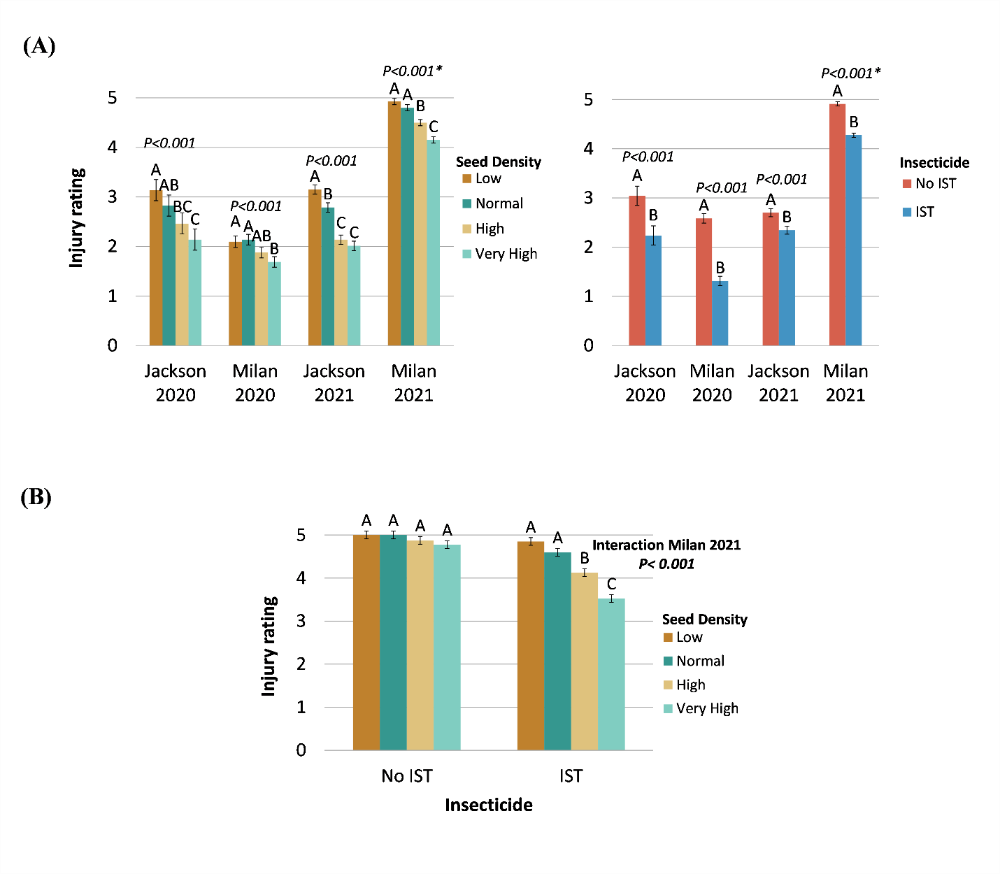 (A)
P<0.001*
A A B C
5
P<0.001
A AB BC C
4
P<0.001
A B C C
3
P<0.001
A A AB B
2
1
0
Injury rating
Jackson 2020
Milan 2020
Jackson 2021
Milan 2021
Seed Density
Low
Normal
High
Very High
P<0.001*
A B
5
4
P<0.001
A B
P<0.001
A B
P<0.001
A B
3
2
1
0
Jackson 2020
Milan 2020
Jackson 2021
Milan 2021
Insecticide
No IST
IST
(B)
A A A A
A A B C
Interaction Milan 2021
P< 0.001
5
4
3
2
1
0
Injury rating
No IST
IST
Insecticide
Seed Density
Low
Normal
High
Very High